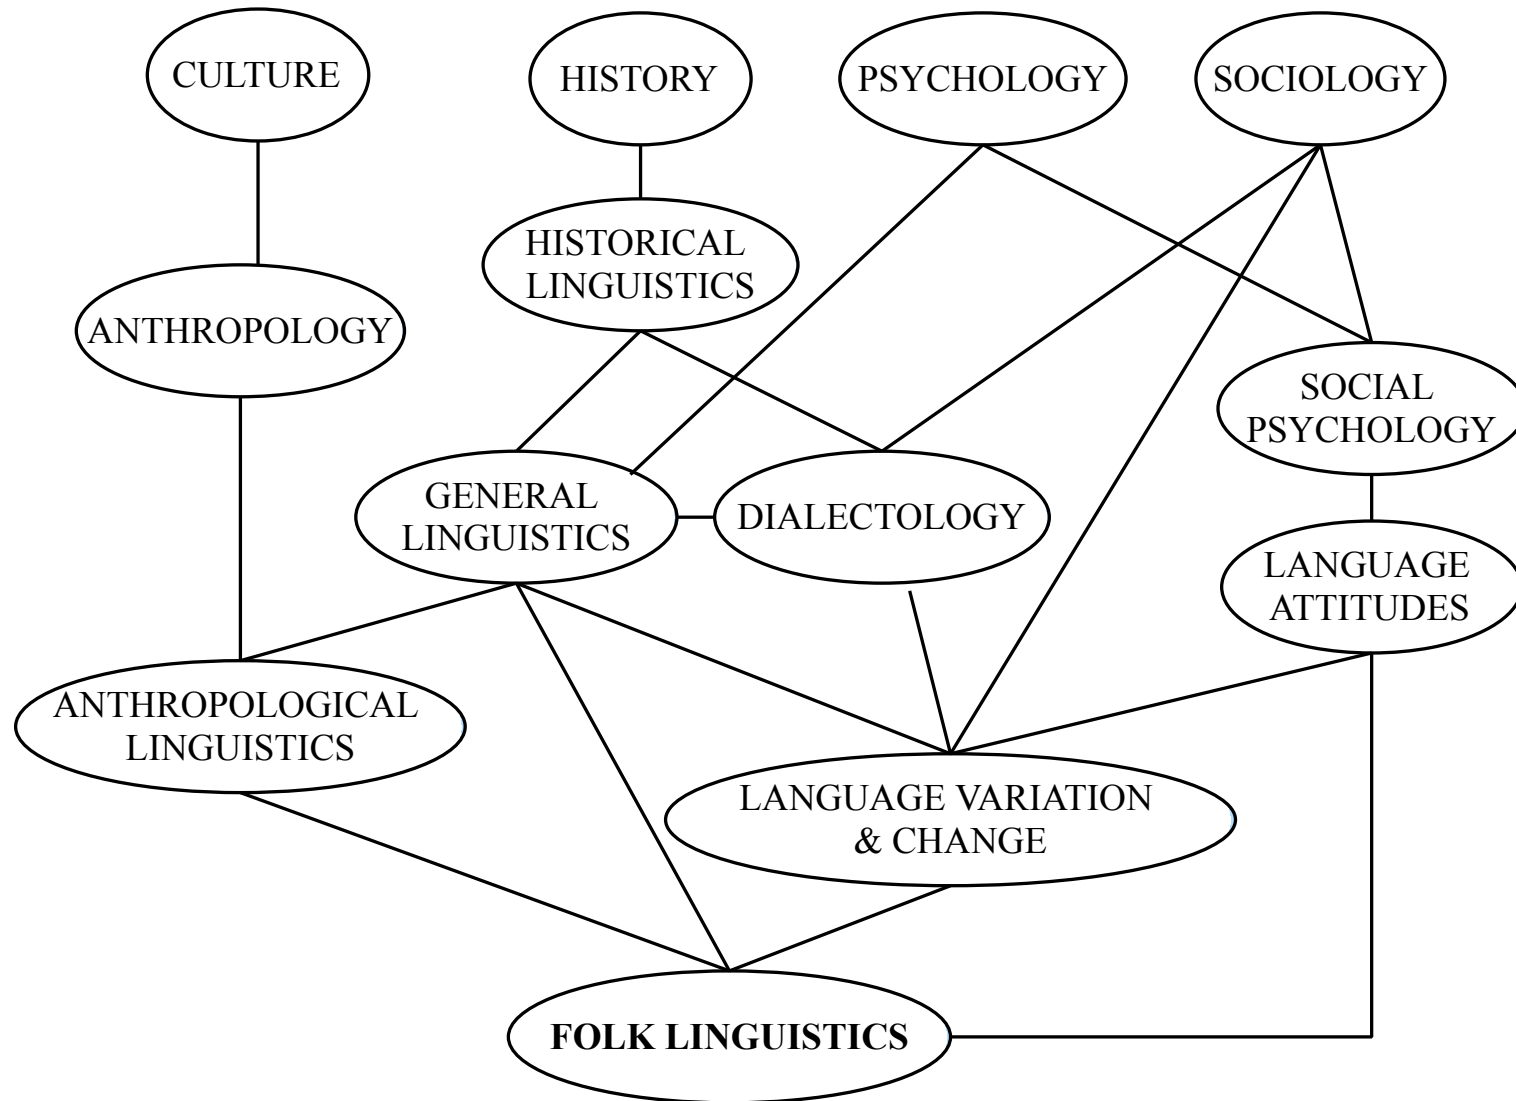 CULTURE
HISTORY
PSYCHOLOGY
SOCIOLOGY
HISTORICAL
LINGUISTICS
ANTHROPOLOGY
SOCIAL
PSYCHOLOGY
GENERAL
LINGUISTICS
DIALECTOLOGY
LANGUAGE
ATTITUDES
ANTHROPOLOGICAL
LINGUISTICS
LANGUAGE VARIATION
& CHANGE
FOLK LINGUISTICS